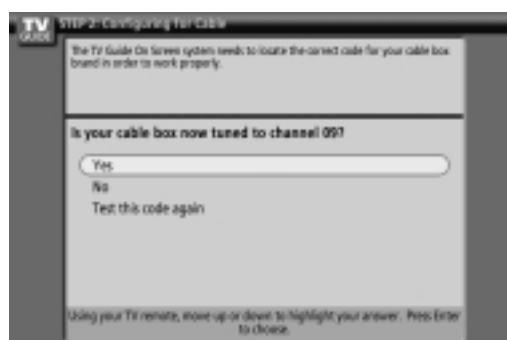 TV
GUIDE
STEP 2: Configuring for Cable
The TV Guide On Screen system needs to locate the correct code for your cable box
brand in order to work properly.
Is your cable box now tuned to channel 09?
Yes
No
Test this code again
Using your TV remote, move up or down to highlight your answer. Press Enter
to choose.